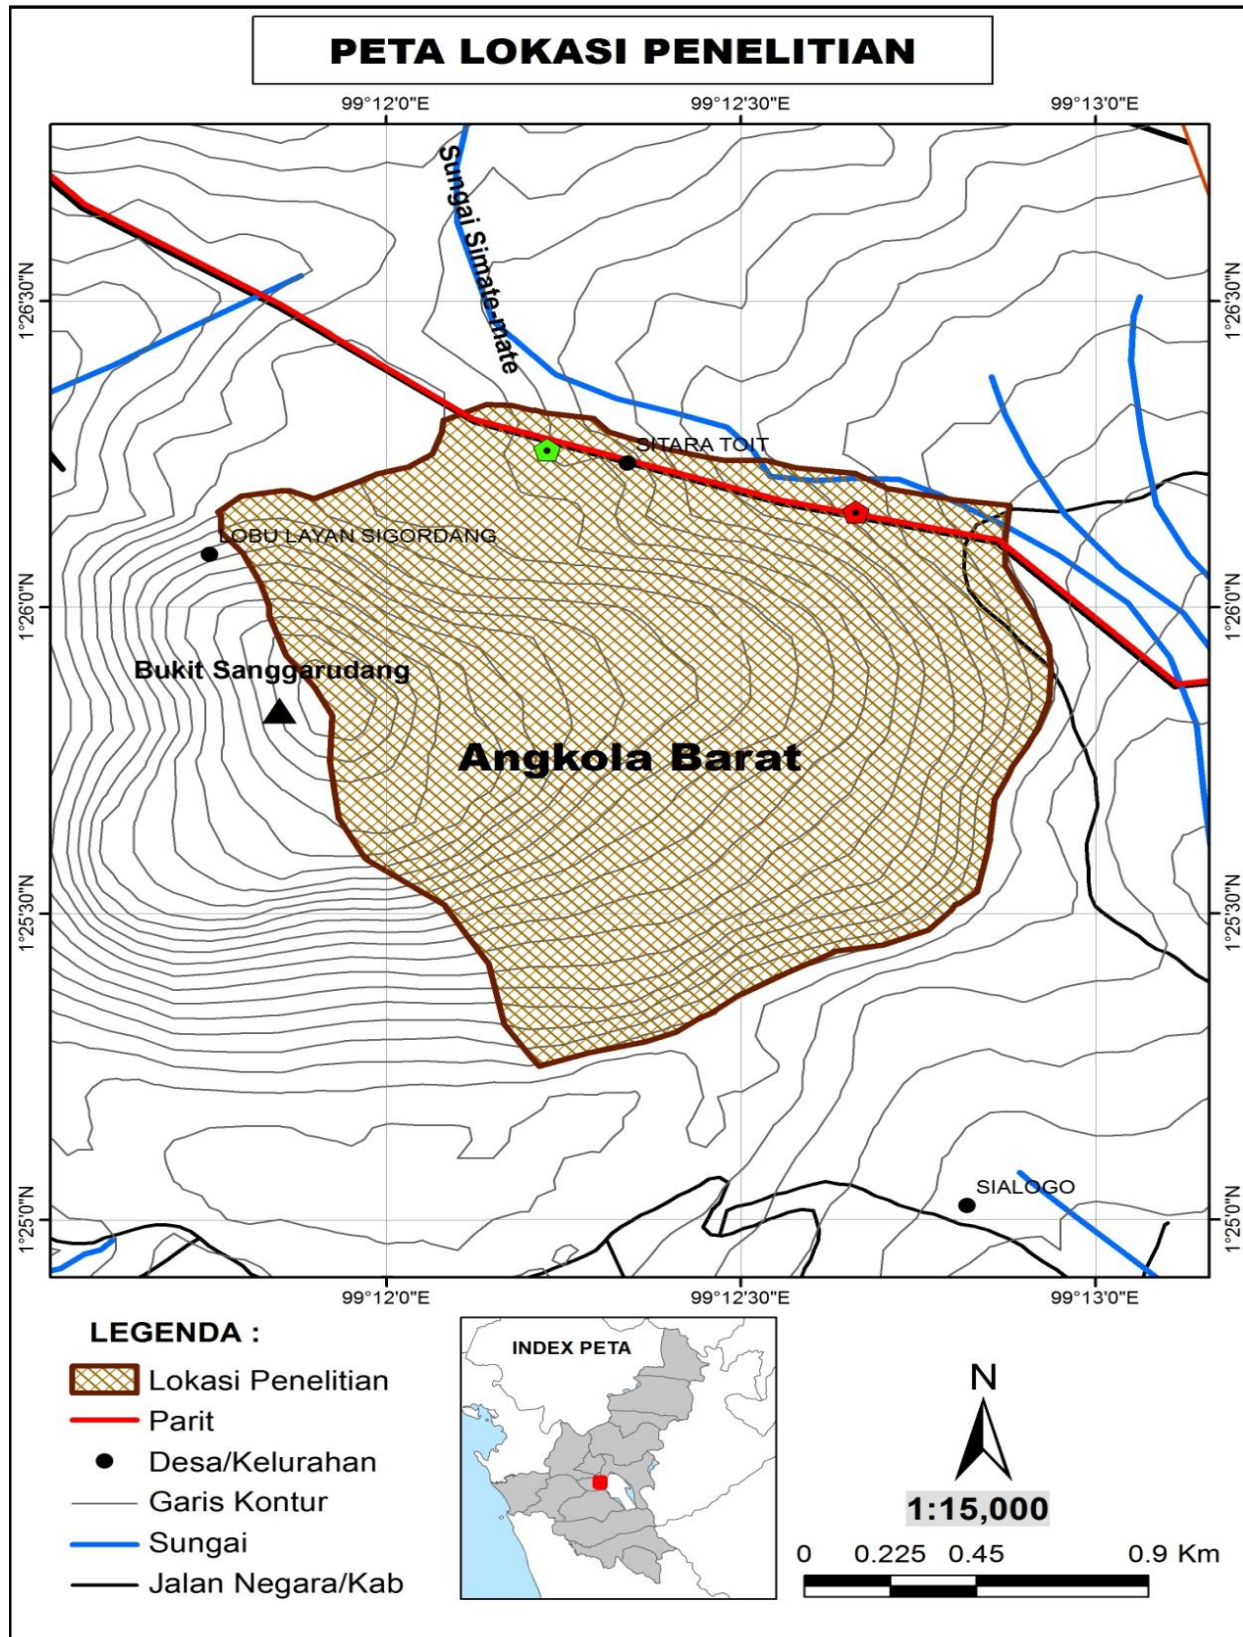 PETA LOKASI PENELITIAN
99°12'0"E
99°12'30"E
99°13'0"E
Sungai Simate-mate
1°26'30"N
1°26'30"N
SITARA TOIT
LOBU LAYAN SIGORDANG
1°26'0"N
1°26'0"N
Bukit Sanggarudang
Angkola Barat
1°25'30"N
1°25'30"N
SIALOGO
1°25'0"N
1°25'0"N
99°12'0"E
99°12'30"E
99°13'0"E
LEGENDA :
Lokasi Penelitian
Parit
Desa/Kelurahan
Garis Kontur
Sungai
Jalan Negara/Kab
INDEX PETA
N
1:15,000
0 0.225 0.45 0.9 Km